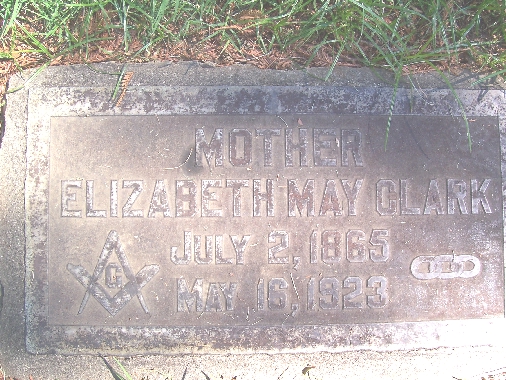 MOTHER
ELIZABETH MAY CLARK
JULY 2, 1865
G
MAY 16, 1923